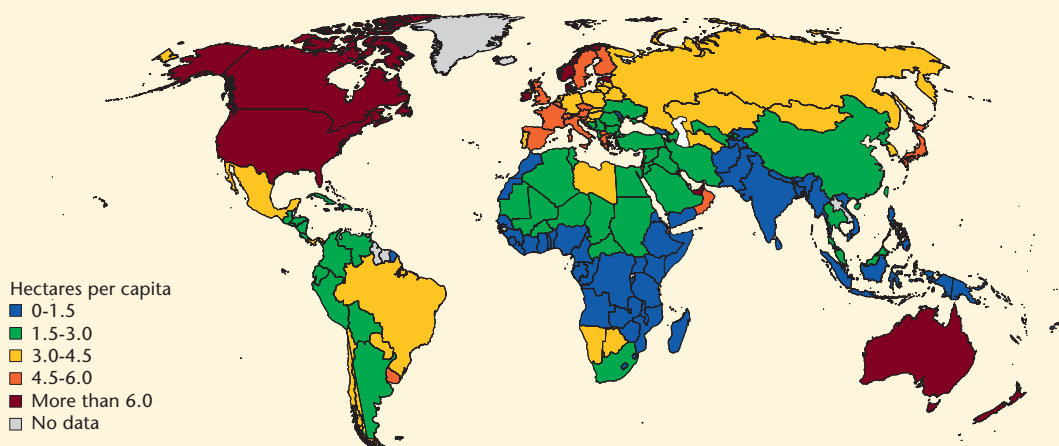 Hectares per capita
0-1.5
1.5-3.0
3.0-4.5
4.5-6.0
More than 6.0
No data